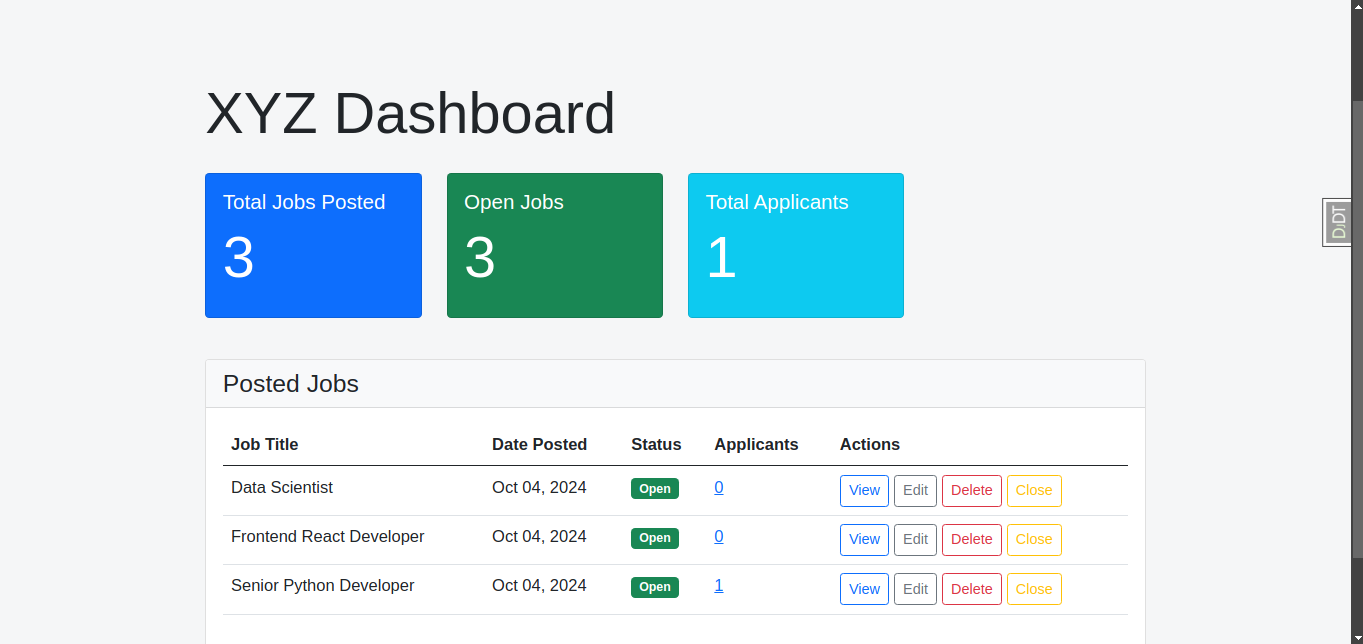 XYZ Dashboard
Total Jobs Posted
3
Open Jobs
3
Total Applicants
1
DjDT
Posted Jobs
Job Title Date Posted Status Applicants Actions
Data Scientist Oct 04, 2024 Open 0 View Edit Delete Close
Frontend React Developer Oct 04, 2024 Open 0 View Edit Delete Close
Senior Python Developer Oct 04, 2024 Open 1 View Edit Delete Close